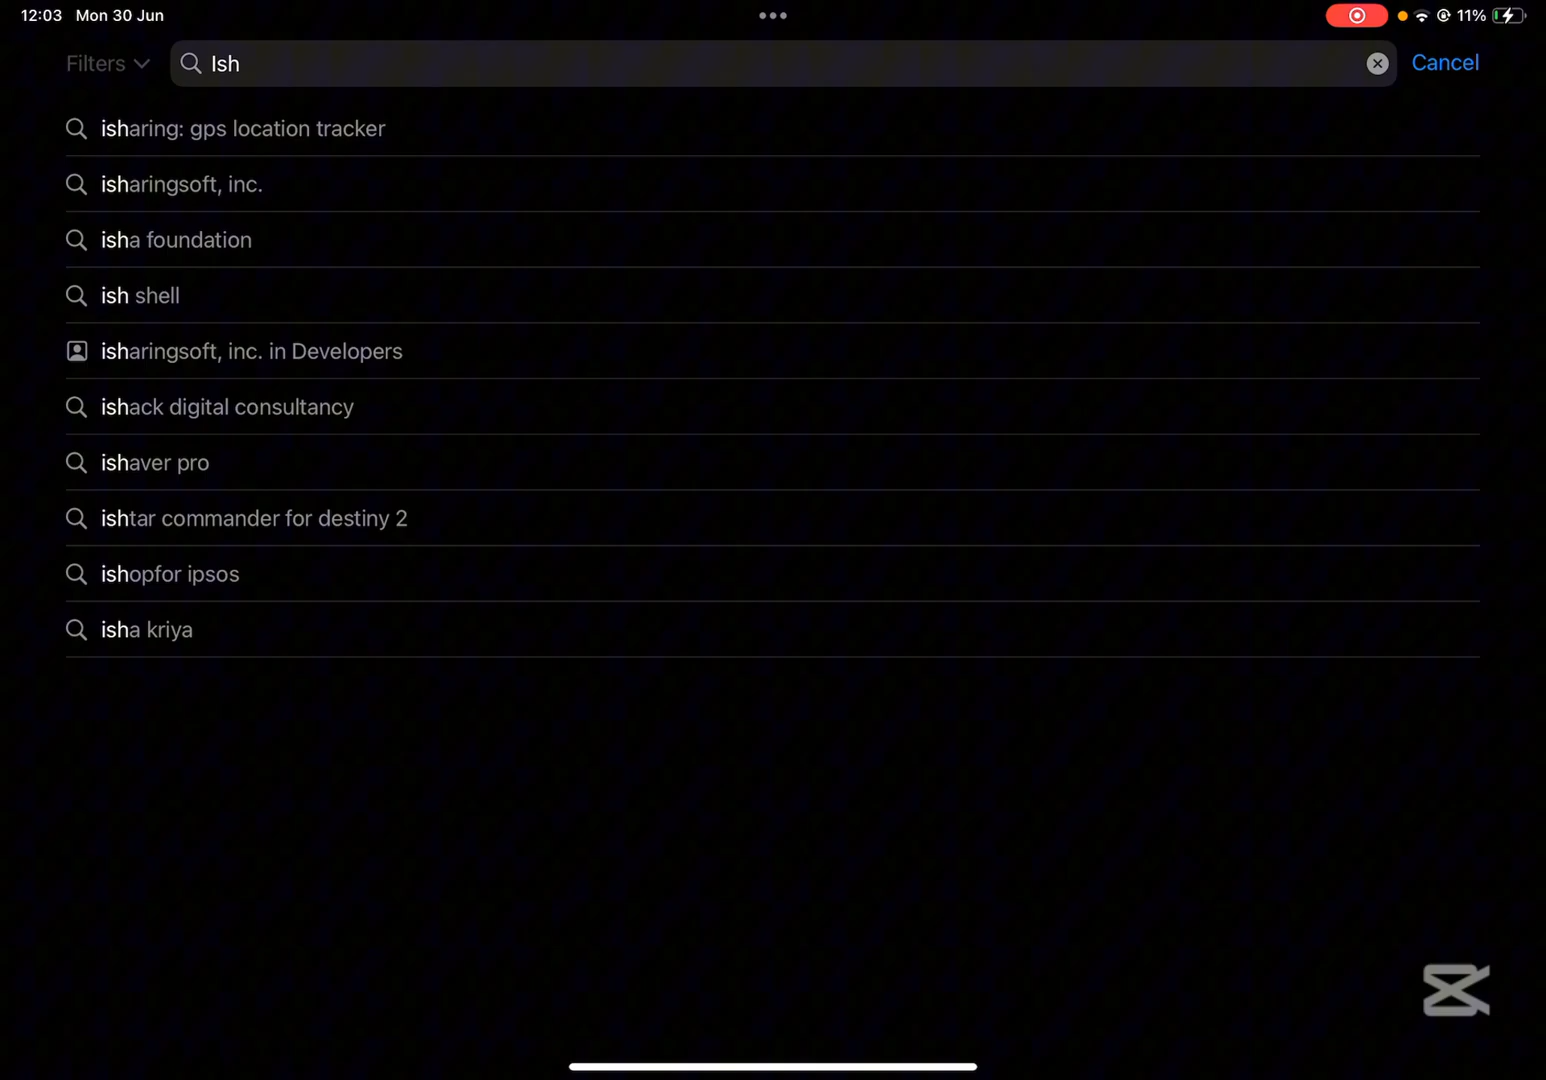 12:03 Mon 30 Jun
11%
Filters
Ish
Cancel
isharing: gps location tracker
isharingsoft, inc.
isha foundation
ish shell
isharingsoft, inc. in Developers
ishack digital consultancy
ishaver pro
ishtar commander for destiny 2
ishopfor ipsos
isha kriya